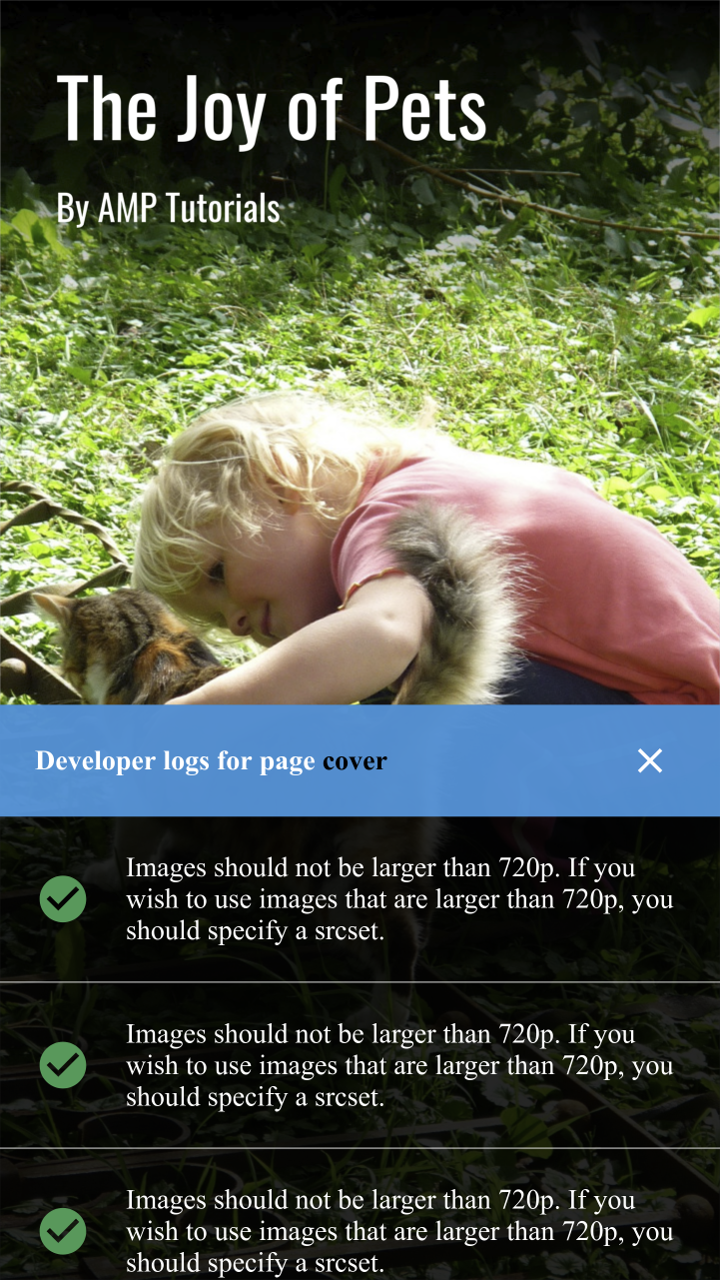 The Joy of Pets
By AMP Tutorials
Developer logs for page cover
Images should not be larger than 720p. If you
wish to use images that are larger than 720p, you
should specify a srcset.
Images should not be larger than 720p. If you
wish to use images that are larger than 720p, you
should specify a srcset.
Images should not be larger than 720p. If you
wish to use images that are larger than 720p, you
should specify a srcset.